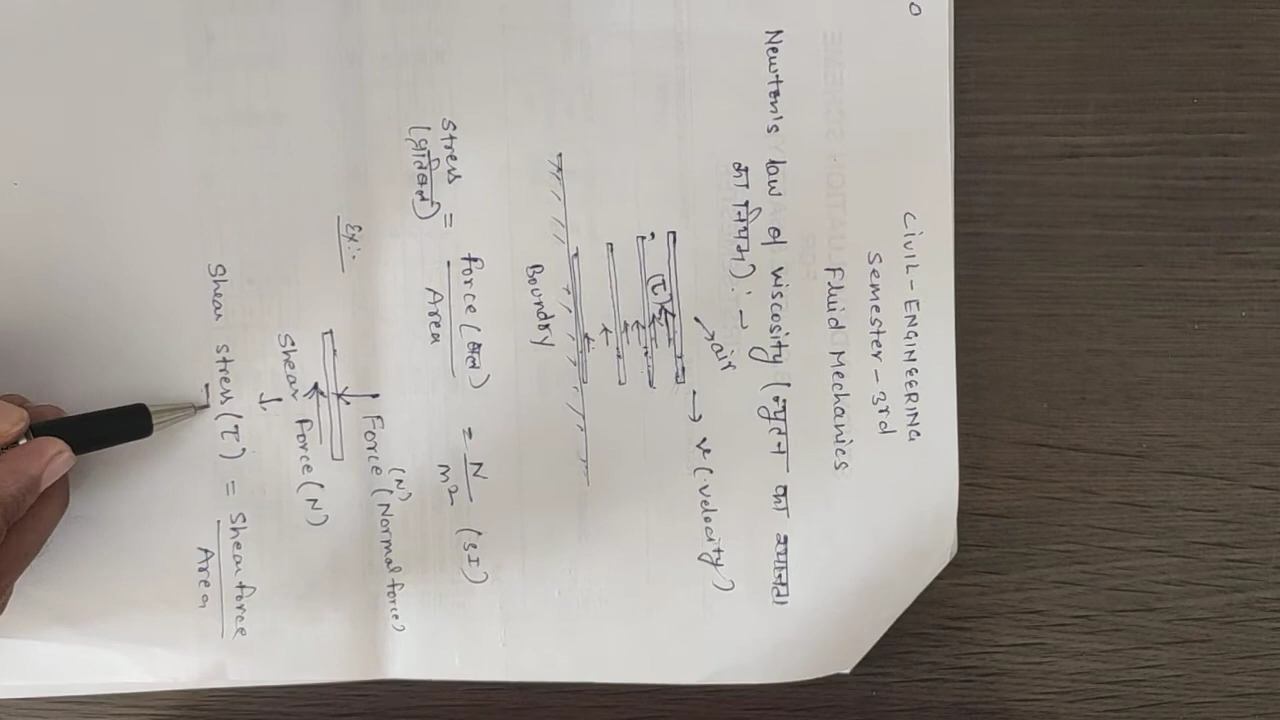 CIVIL-ENGINEERING
Semester-3rd
Fluid Mechanics
Newton's law of viscosity (न्युटन का श्यानता
का नियम) :-
→ air
→ v (velocity)
(τ)
Boundry
Stress = Force (बल) / Area = N / m2 (SI)
(प्रतिबल)
Ex:-
Force (Normal force)
(N)
Shear Force (N)
↓
Shear stress (τ) = Shear force / Area